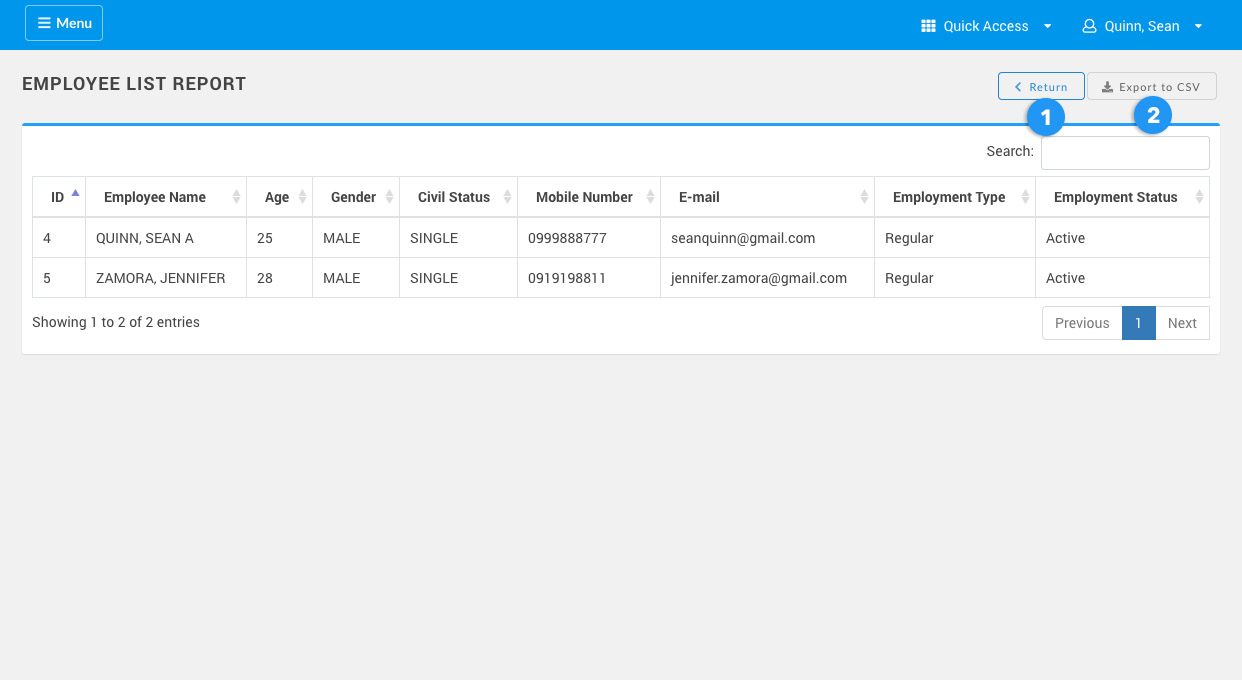 Menu
Quick Access
Quinn, Sean
EMPLOYEE LIST REPORT
Return
Export to CSV
1
2
Search:
ID Employee Name Age Gender Civil Status Mobile Number E-mail Employment Type Employment Status
4 QUINN, SEAN A 25 MALE SINGLE 0999888777 seanquinn@gmail.com Regular Active
5 ZAMORA, JENNIFER 28 MALE SINGLE 0919198811 jennifer.zamora@gmail.com Regular Active
Showing 1 to 2 of 2 entries
Previous 1 Next